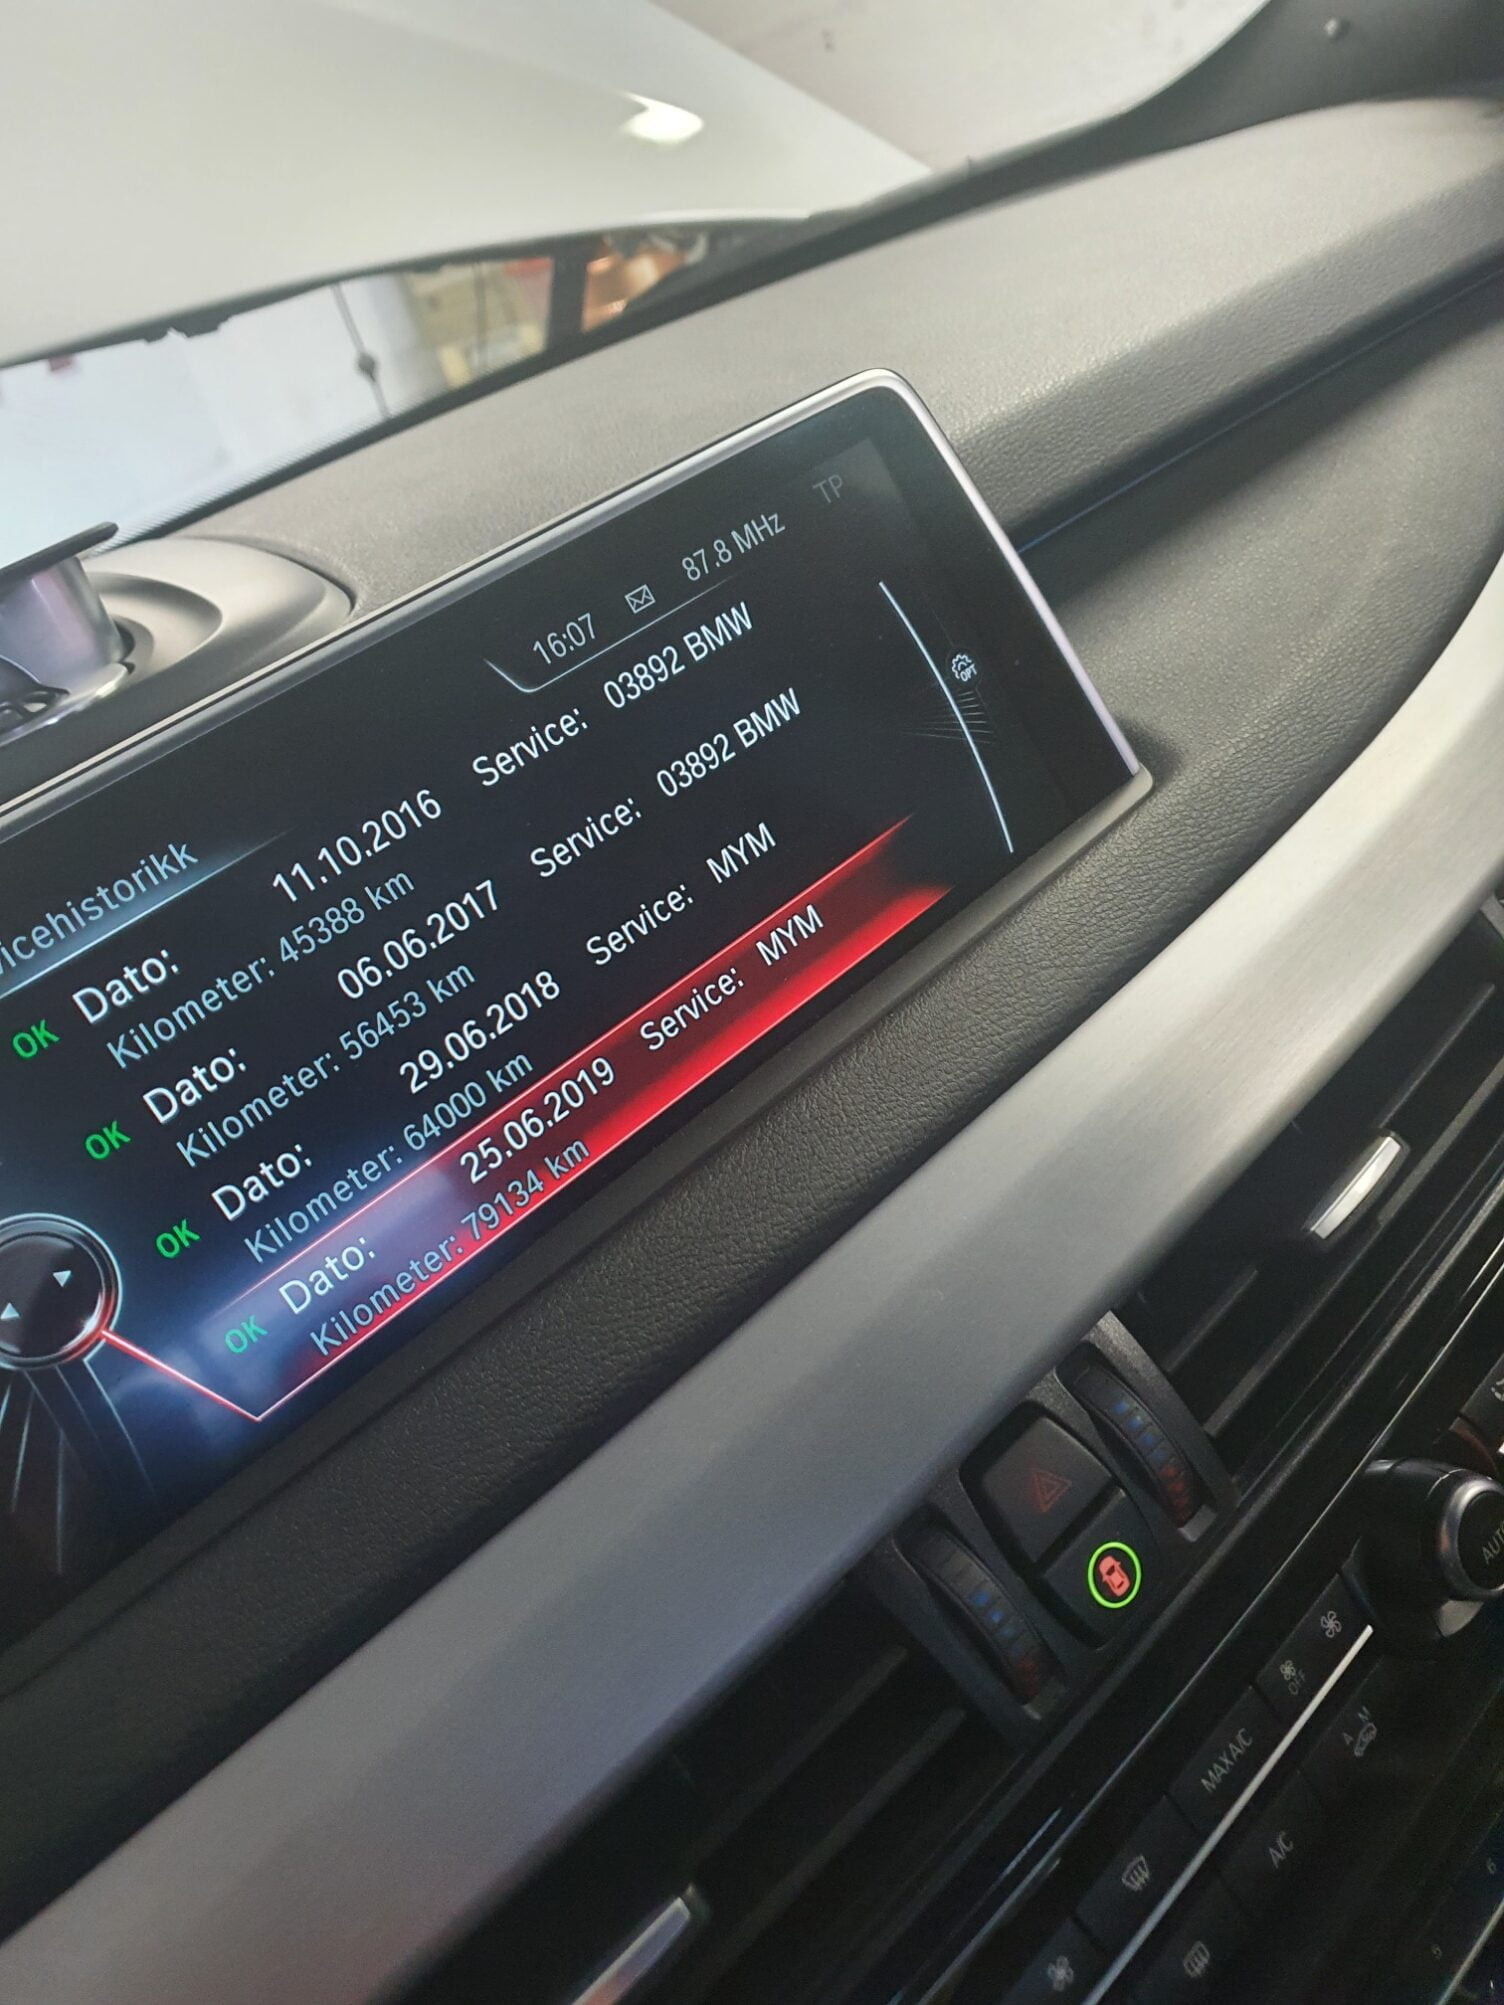 16:07 87.8 MHz TP
vicehistorikk
OK Dato: 11.10.2016 Service: 03892 BMW
Kilometer: 45388 km
OK Dato: 06.06.2017 Service: 03892 BMW
Kilometer: 56453 km
OK Dato: 29.06.2018 Service: MYM
Kilometer: 64000 km
OK Dato: 25.06.2019 Service: MYM
Kilometer: 79134 km
OPT
AUTO
OFF
A M
MAX A/C
A/C